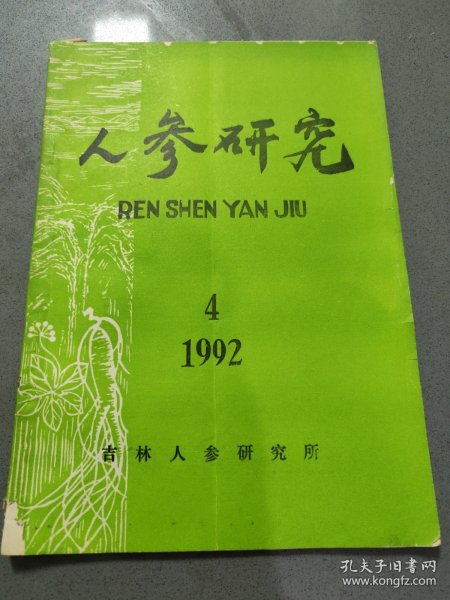 人参研究
REN SHEN YAN JIU
4
1992
吉林人参研究所
孔夫子旧书网
www.kongfz.com